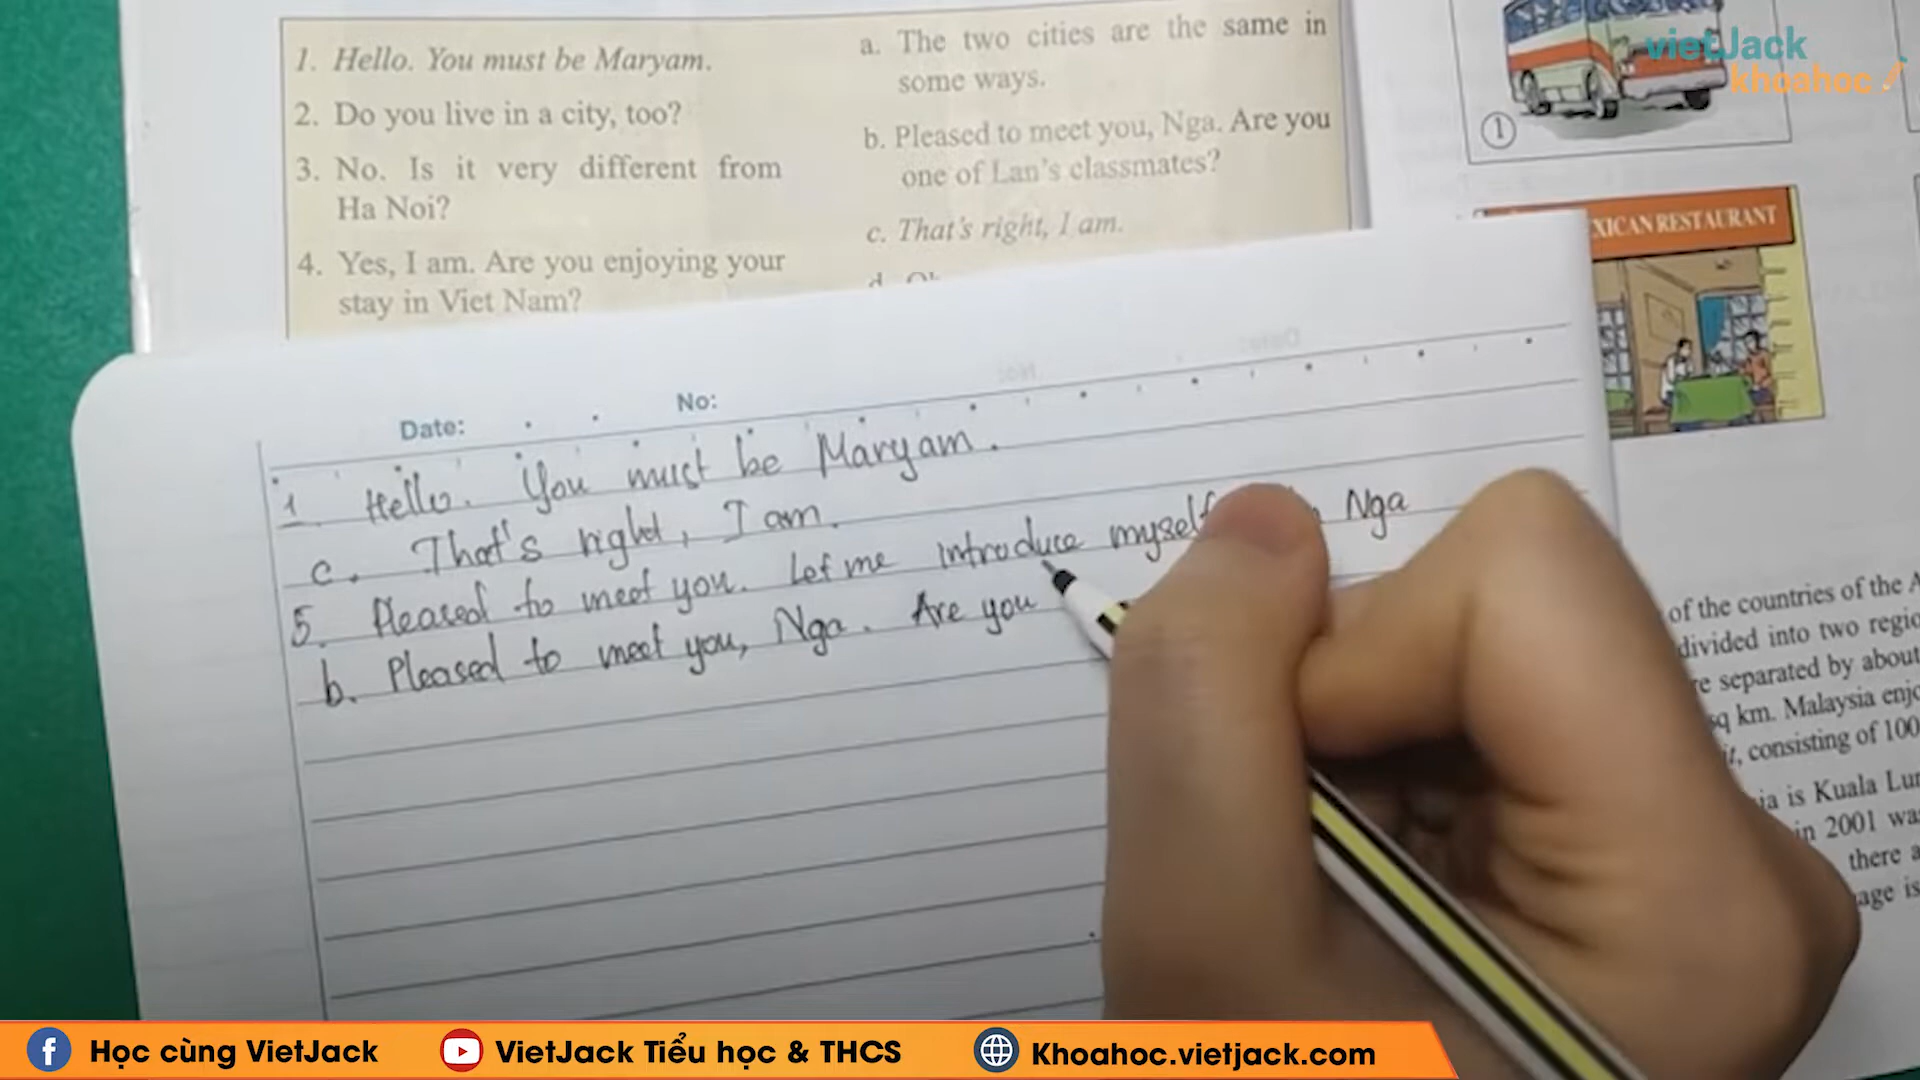 1. Hello. You must be Maryam.
2. Do you live in a city, too?
3. No. Is it very different from
Ha Noi?
4. Yes, I am. Are you enjoying your
stay in Viet Nam?
a. The two cities are the same in
some ways.
b. Pleased to meet you, Nga. Are you
one of Lan's classmates?
c. That's right, I am.
vietJack
khoahoc
1
XICAN RESTAURANT
Date:
No:
1. Hello. You must be Maryam.
c. That's right, I am.
5. Pleased to meet you. Let me introduce myself Nga
b. Pleased to meet you, Nga. Are you
of the countries of the
divided into two
separated by about
sq km. Malaysia
consisting of 100
is Kuala
in 2001
there
is
Học cùng VietJack
VietJack Tiểu học & THCS
Khoahoc.vietjack.com